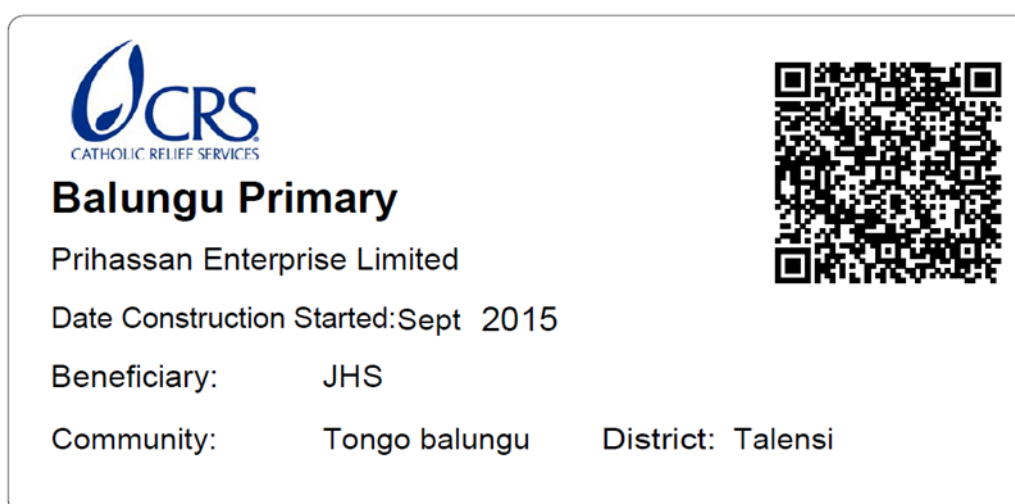 CRS
CATHOLIC RELIEF SERVICES
Balungu Primary
Prihassan Enterprise Limited
Date Construction Started:Sept 2015
Beneficiary: JHS
Community: Tongo balungu District: Talensi